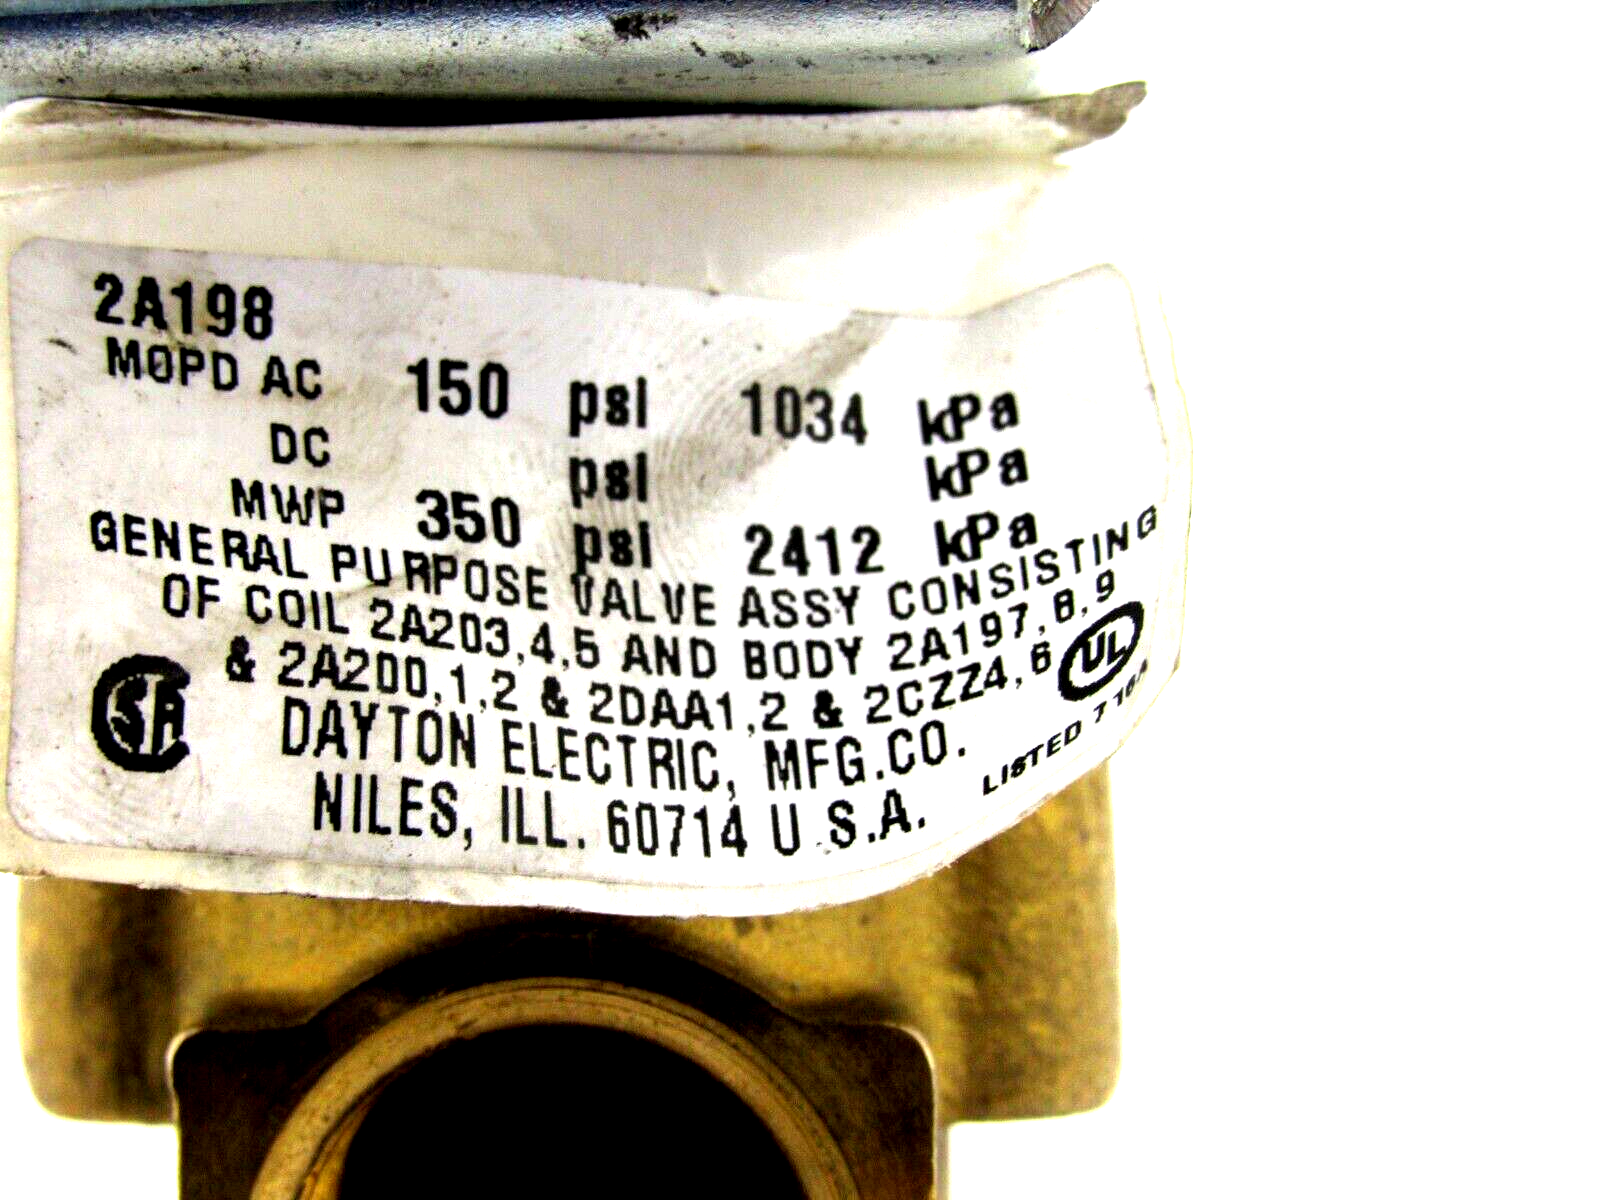 2A198
MOPD AC 150 psi 1034 kPa
DC psi kPa
MWP 350 psi 2412 kPa
GENERAL PURPOSE VALVE ASSY CONSISTING
OF COIL 2A203,4,5 AND BODY 2A197,8,9
& 2A200,1,2 & 2DAA1,2 & 2CZZ4,6
SA UL
DAYTON ELECTRIC, MFG.CO.
LISTED
NILES, ILL. 60714 U.S.A.